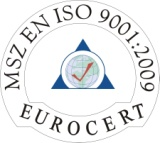 MSZ EN ISO 9001:2009
EUROCERT